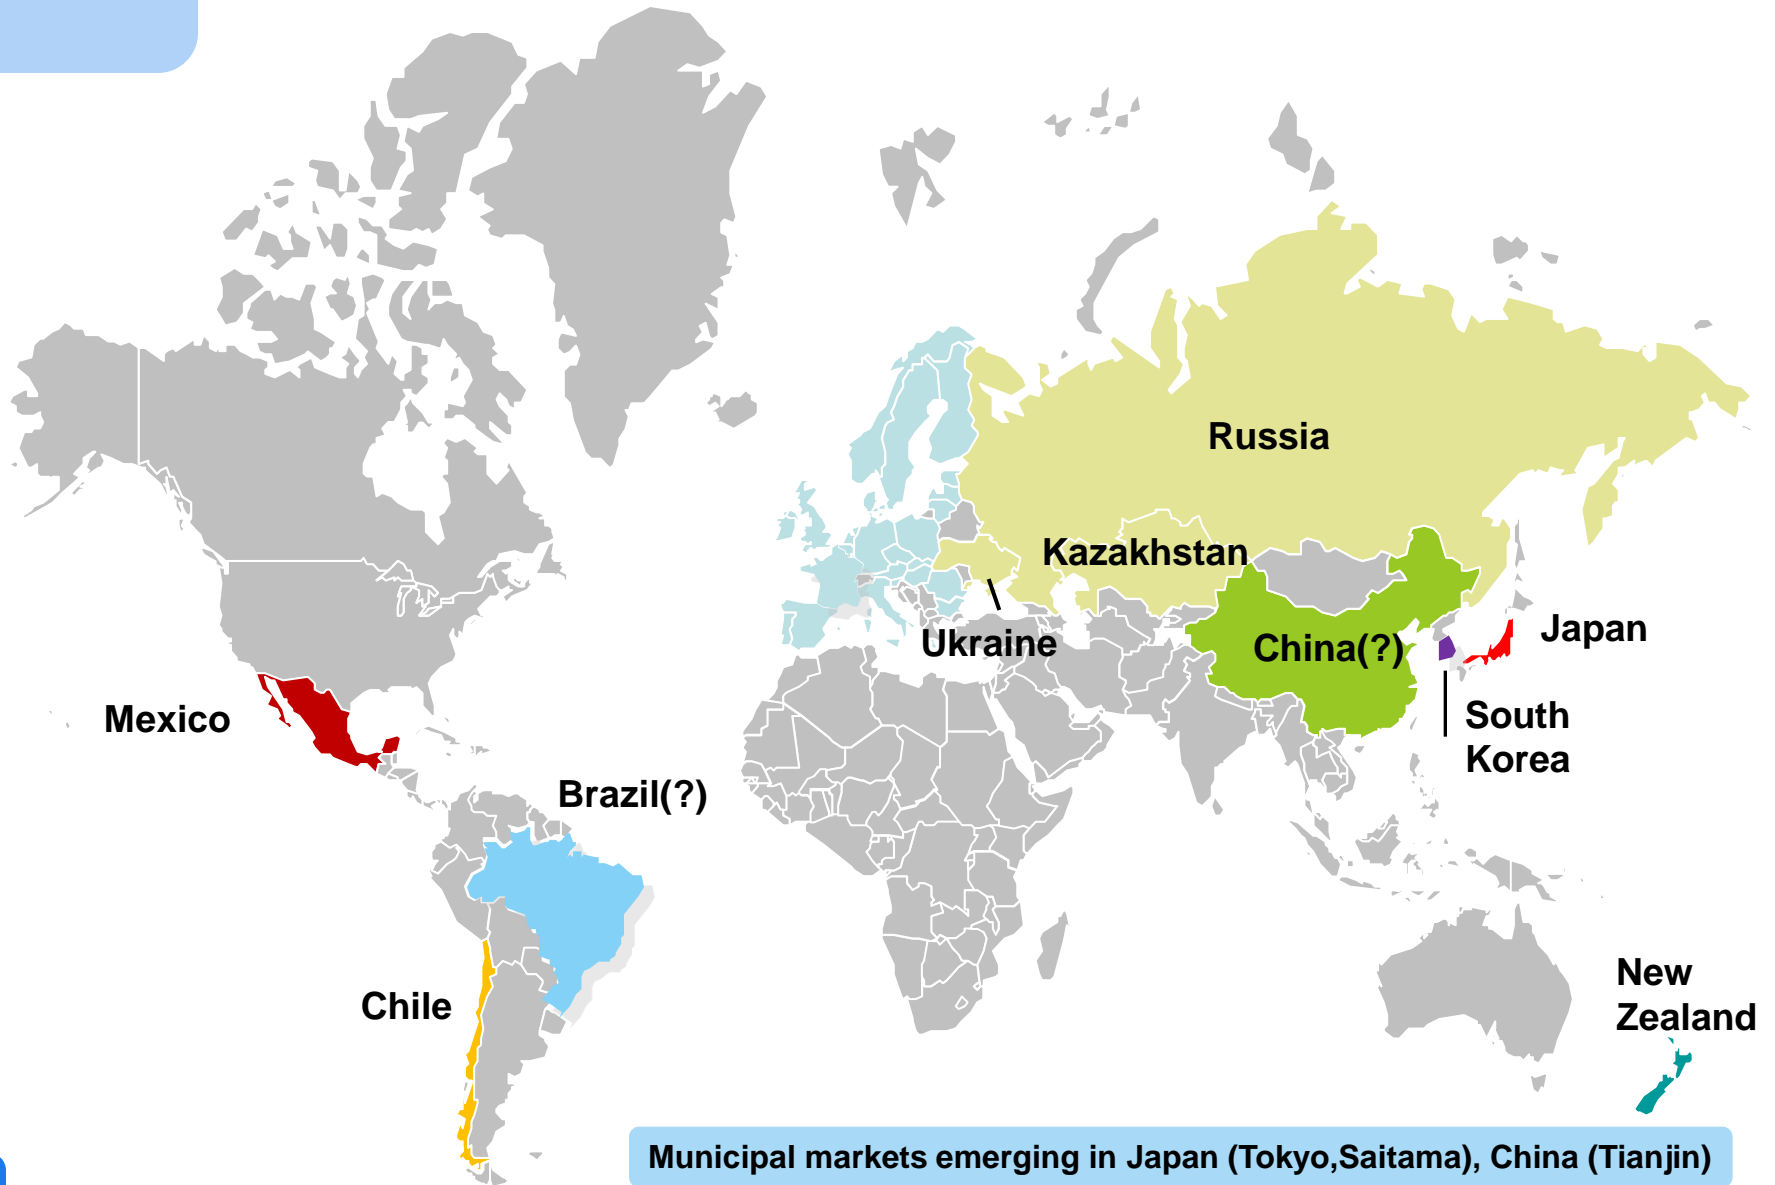 Russia
Kazakhstan
Ukraine
China(?)
Japan
South
Korea
Mexico
Brazil(?)
Chile
New
Zealand
Municipal markets emerging in Japan (Tokyo,Saitama), China (Tianjin)